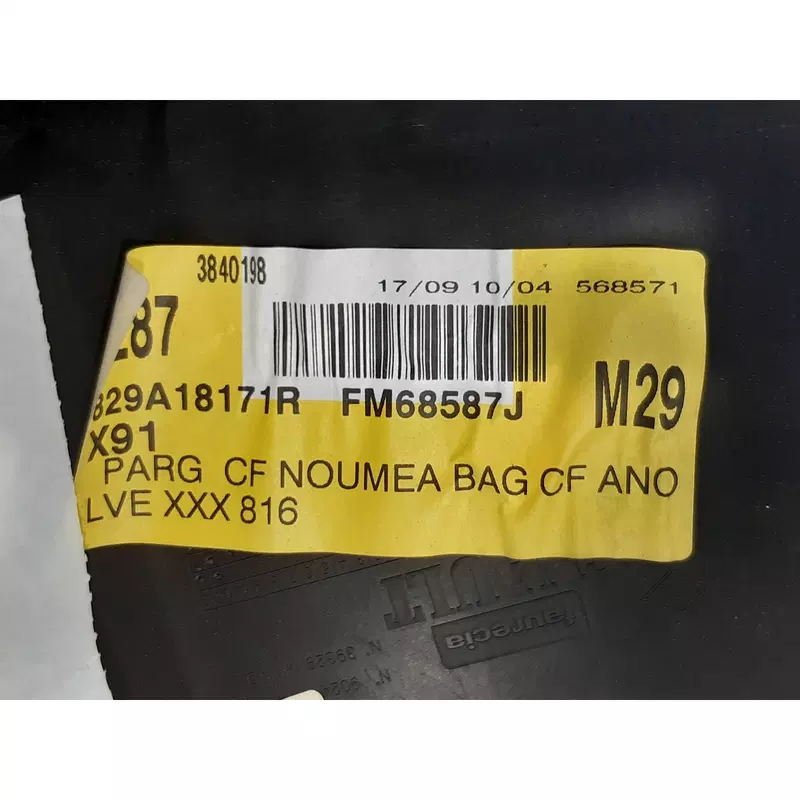 3840198
17/09 10/04 568571
287
829A18171R FM68587J
M29
X91
PARG CF NOUMEA BAG CF ANO
LVE XXX 816
faurecia